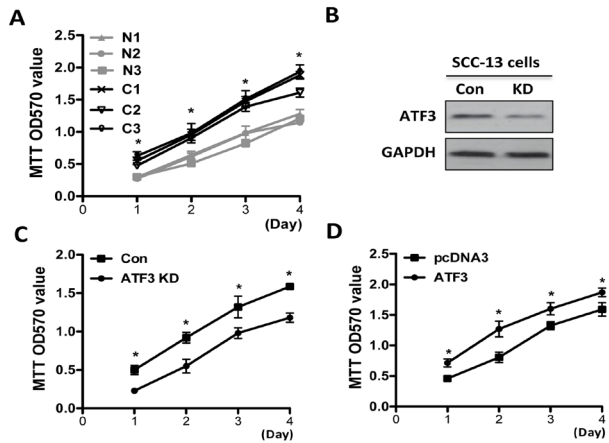 A
MTT OD570 value
2.5
2.0
1.5
1.0
0.5
0.0
N1
N2
N3
C1
C2
C3
*
*
*
*
0
1
2
3
4
(Day)
B
SCC-13 cells
Con KD
ATF3
GAPDH
C
MTT OD570 value
2.0
1.5
1.0
0.5
0.0
Con
ATF3 KD
*
*
*
*
0
1
2
3
4
(Day)
D
MTT OD570 value
2.5
2.0
1.5
1.0
0.5
0.0
pcDNA3
ATF3
*
*
*
*
0
1
2
3
4
(Day)